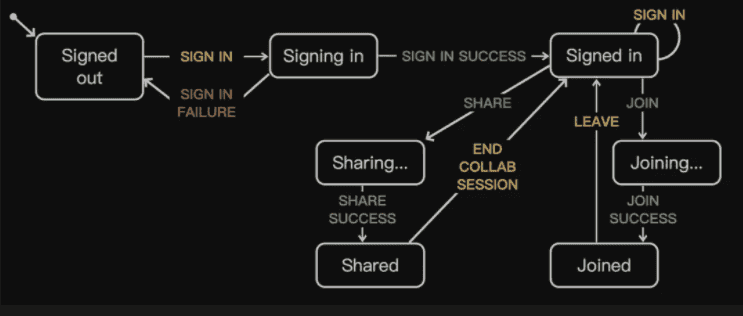 SIGN IN
Signed
out
SIGN IN
Signing in
SIGN IN SUCCESS
Signed in
SIGN IN
FAILURE
SHARE
JOIN
LEAVE
END
COLLAB
SESSION
Sharing...
Joining...
SHARE
SUCCESS
JOIN
SUCCESS
Shared
Joined